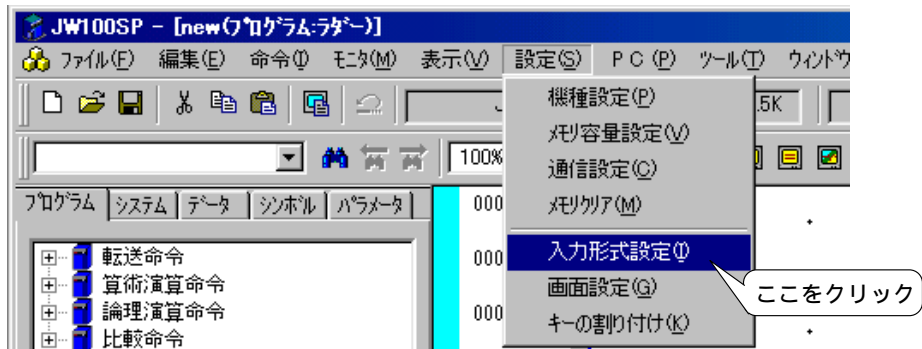 JW100SP - [new(ﾌﾟﾛｸﾞﾗﾑ:ﾗﾀﾞｰ)]
ﾌｧｲﾙ(F) 編集(E) 命令(I) ﾓﾆﾀ(M) 表示(V) 設定(S) ＰＣ(P) ﾂｰﾙ(T) ｳｨﾝﾄﾞｳ
機種設定(P)
5K
ﾒﾓﾘ容量設定(V)
100%
通信設定(C)
ﾌﾟﾛｸﾞﾗﾑ ｼｽﾃﾑ ﾃﾞｰﾀ ｼﾝﾎﾞﾙ ﾊﾟﾗﾒｰﾀ
000
ﾒﾓﾘｸﾘｱ(M)
転送命令
000
入力形式設定(I)
算術演算命令
画面設定(G)
ここをクリック
論理演算命令
000
キーの割り付け(K)
比較命令